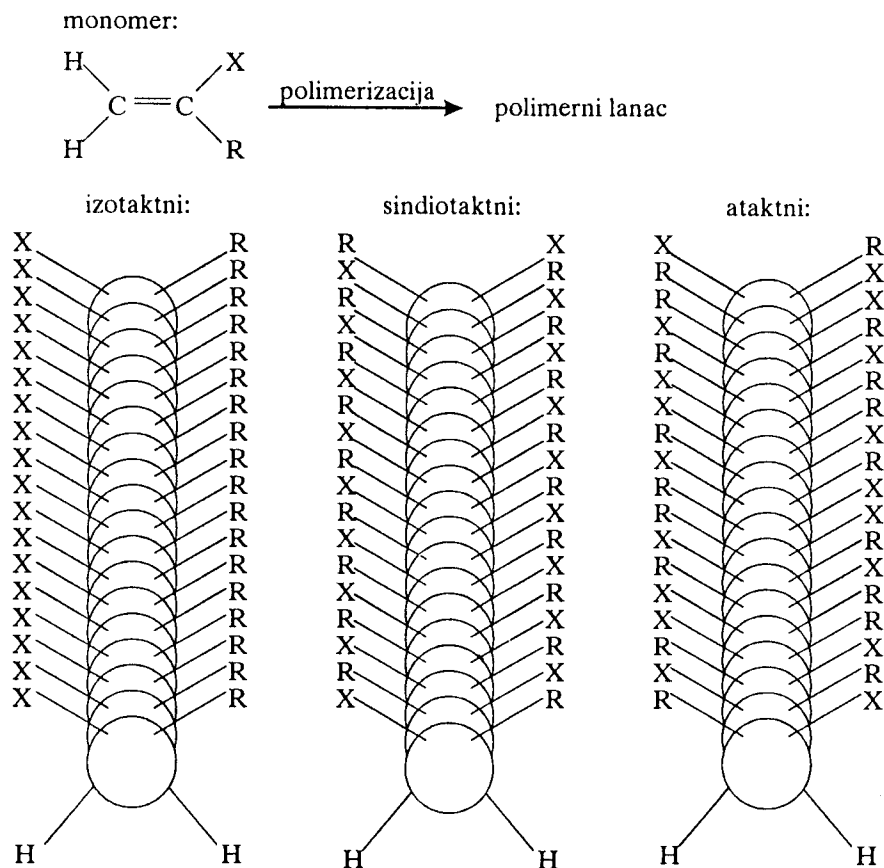 monomer:
H X
C = C polimerizacija polimerni lanac
H R
izotaktni: sindiotaktni: ataktni:
X R R X X R
X R X R R X
X R R X R X
X R X R X R
X R R X R X
X R X R X R
X R R X X R
X R X R R X
X R R X X R
X R X R R X
X R R X R X
X R X R X R
X R R X R X
X R X R X R
X R R X X R
X R X R R X
X R R X X R
X R X R R X
H H H H H H